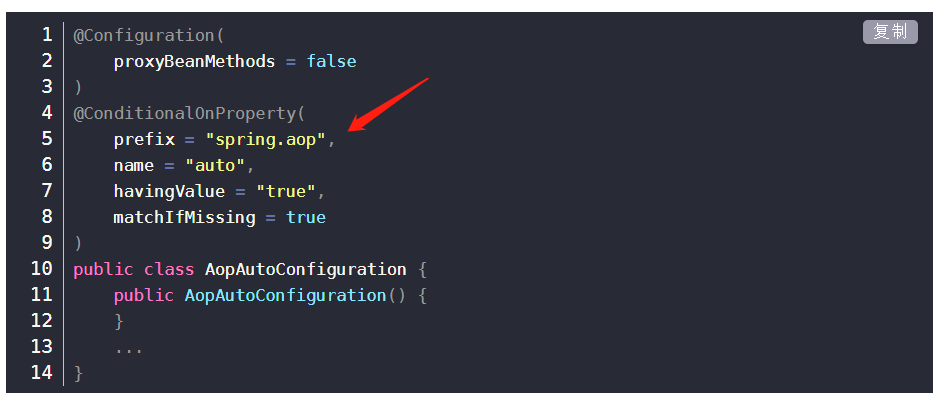 复制
1 @Configuration(
2     proxyBeanMethods = false
3 )
4 @ConditionalOnProperty(
5     prefix = "spring.aop",
6     name = "auto",
7     havingValue = "true",
8     matchIfMissing = true
9 )
10 public class AopAutoConfiguration {
11     public AopAutoConfiguration() {
12     }
13     ...
14 }